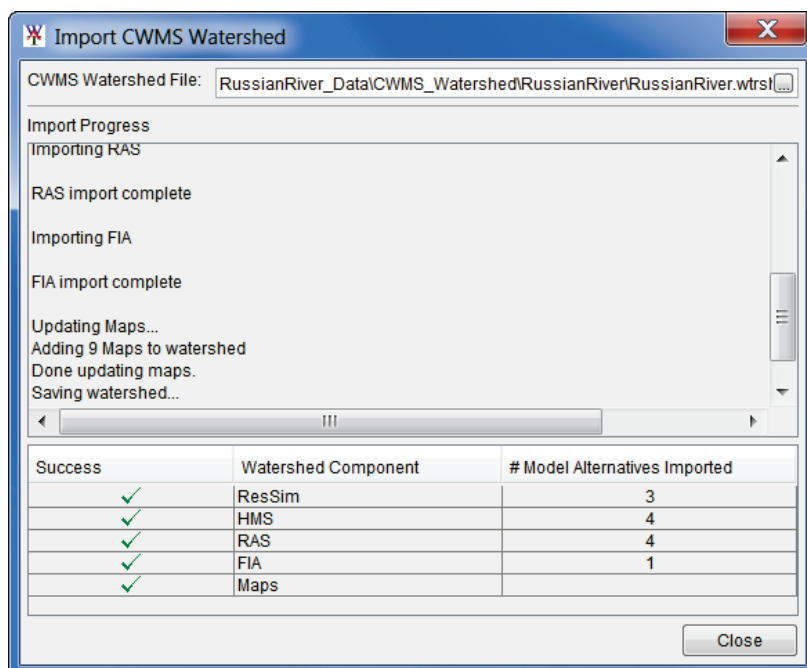 Import CWMS Watershed
X
CWMS Watershed File: RussianRiver_Data\CWMS_Watershed\RussianRiver\RussianRiver.wtrsh ...
Import Progress
Importing RAS
RAS import complete
Importing FIA
FIA import complete
Updating Maps...
Adding 9 Maps to watershed
Done updating maps.
Saving watershed...
Success Watershed Component # Model Alternatives Imported
ResSim 3
HMS 4
RAS 4
FIA 1
Maps
Close